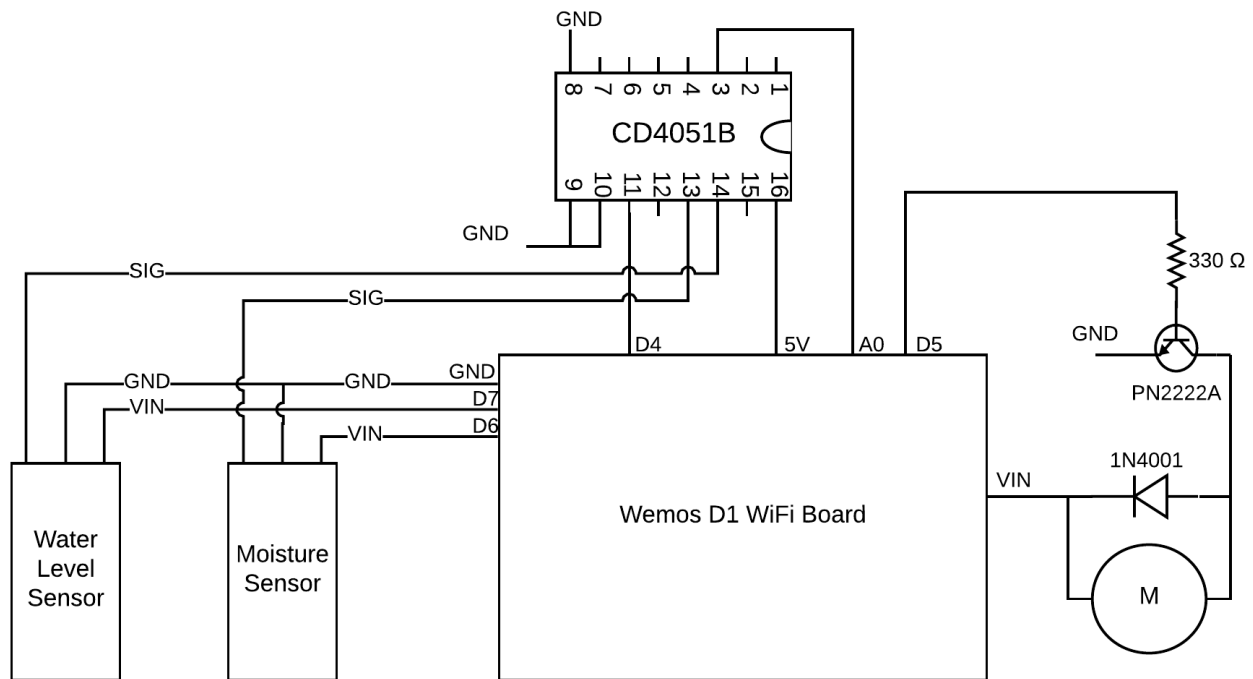 GND
8 7 6 5 4 3 2 1
CD4051B
9 10 11 12 13 14 15 16
GND
SIG
330 Ω
SIG
GND
D4
5V
A0
D5
GND
GND
GND
PN2222A
VIN
D7
VIN
D6
1N4001
VIN
Wemos D1 WiFi Board
Water
Level
Sensor
Moisture
Sensor
M